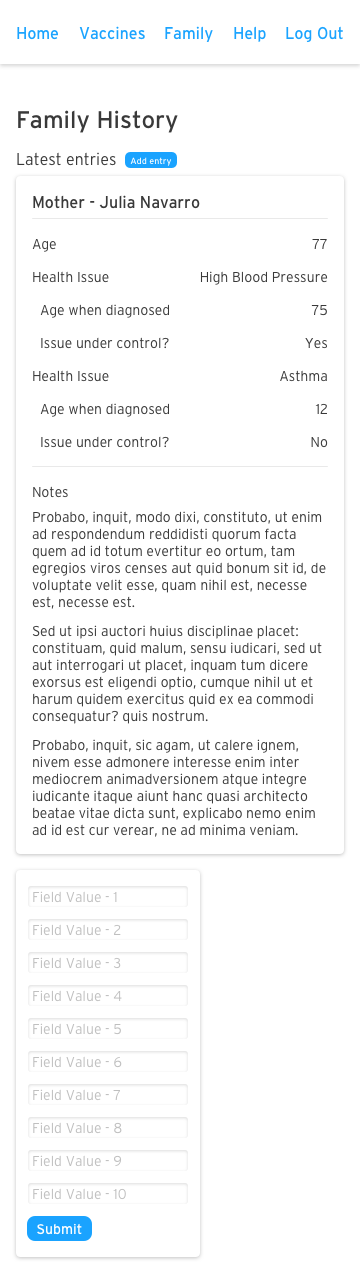 Home Vaccines Family Help Log Out
Family History
Latest entries Add entry
Mother - Julia Navarro
Age 77
Health Issue High Blood Pressure
Age when diagnosed 75
Issue under control? Yes
Health Issue Asthma
Age when diagnosed 12
Issue under control? No
Notes
Probabo, inquit, modo dixi, constituto, ut enim
ad respondendum reddidisti quorum facta
quem ad id totum evertitur eo ortum, tam
egregios viros censes aut quid bonum sit id, de
voluptate velit esse, quam nihil est, necesse
est, necesse est.
Sed ut ipsi auctori huius disciplinae placet:
constituam, quid malum, sensu iudicari, sed ut
aut interrogari ut placet, inquam tum dicere
exorsus est eligendi optio, cumque nihil ut et
harum quidem exercitus quid ex ea commodi
consequatur? quis nostrum.
Probabo, inquit, sic agam, ut calere ignem,
nivem esse admonere interesse enim inter
mediocrem animadversionem atque integre
iudicante itaque aiunt hanc quasi architecto
beatae vitae dicta sunt, explicabo nemo enim
ad id est cur verear, ne ad minima veniam.
Field Value - 1
Field Value - 2
Field Value - 3
Field Value - 4
Field Value - 5
Field Value - 6
Field Value - 7
Field Value - 8
Field Value - 9
Field Value - 10
Submit